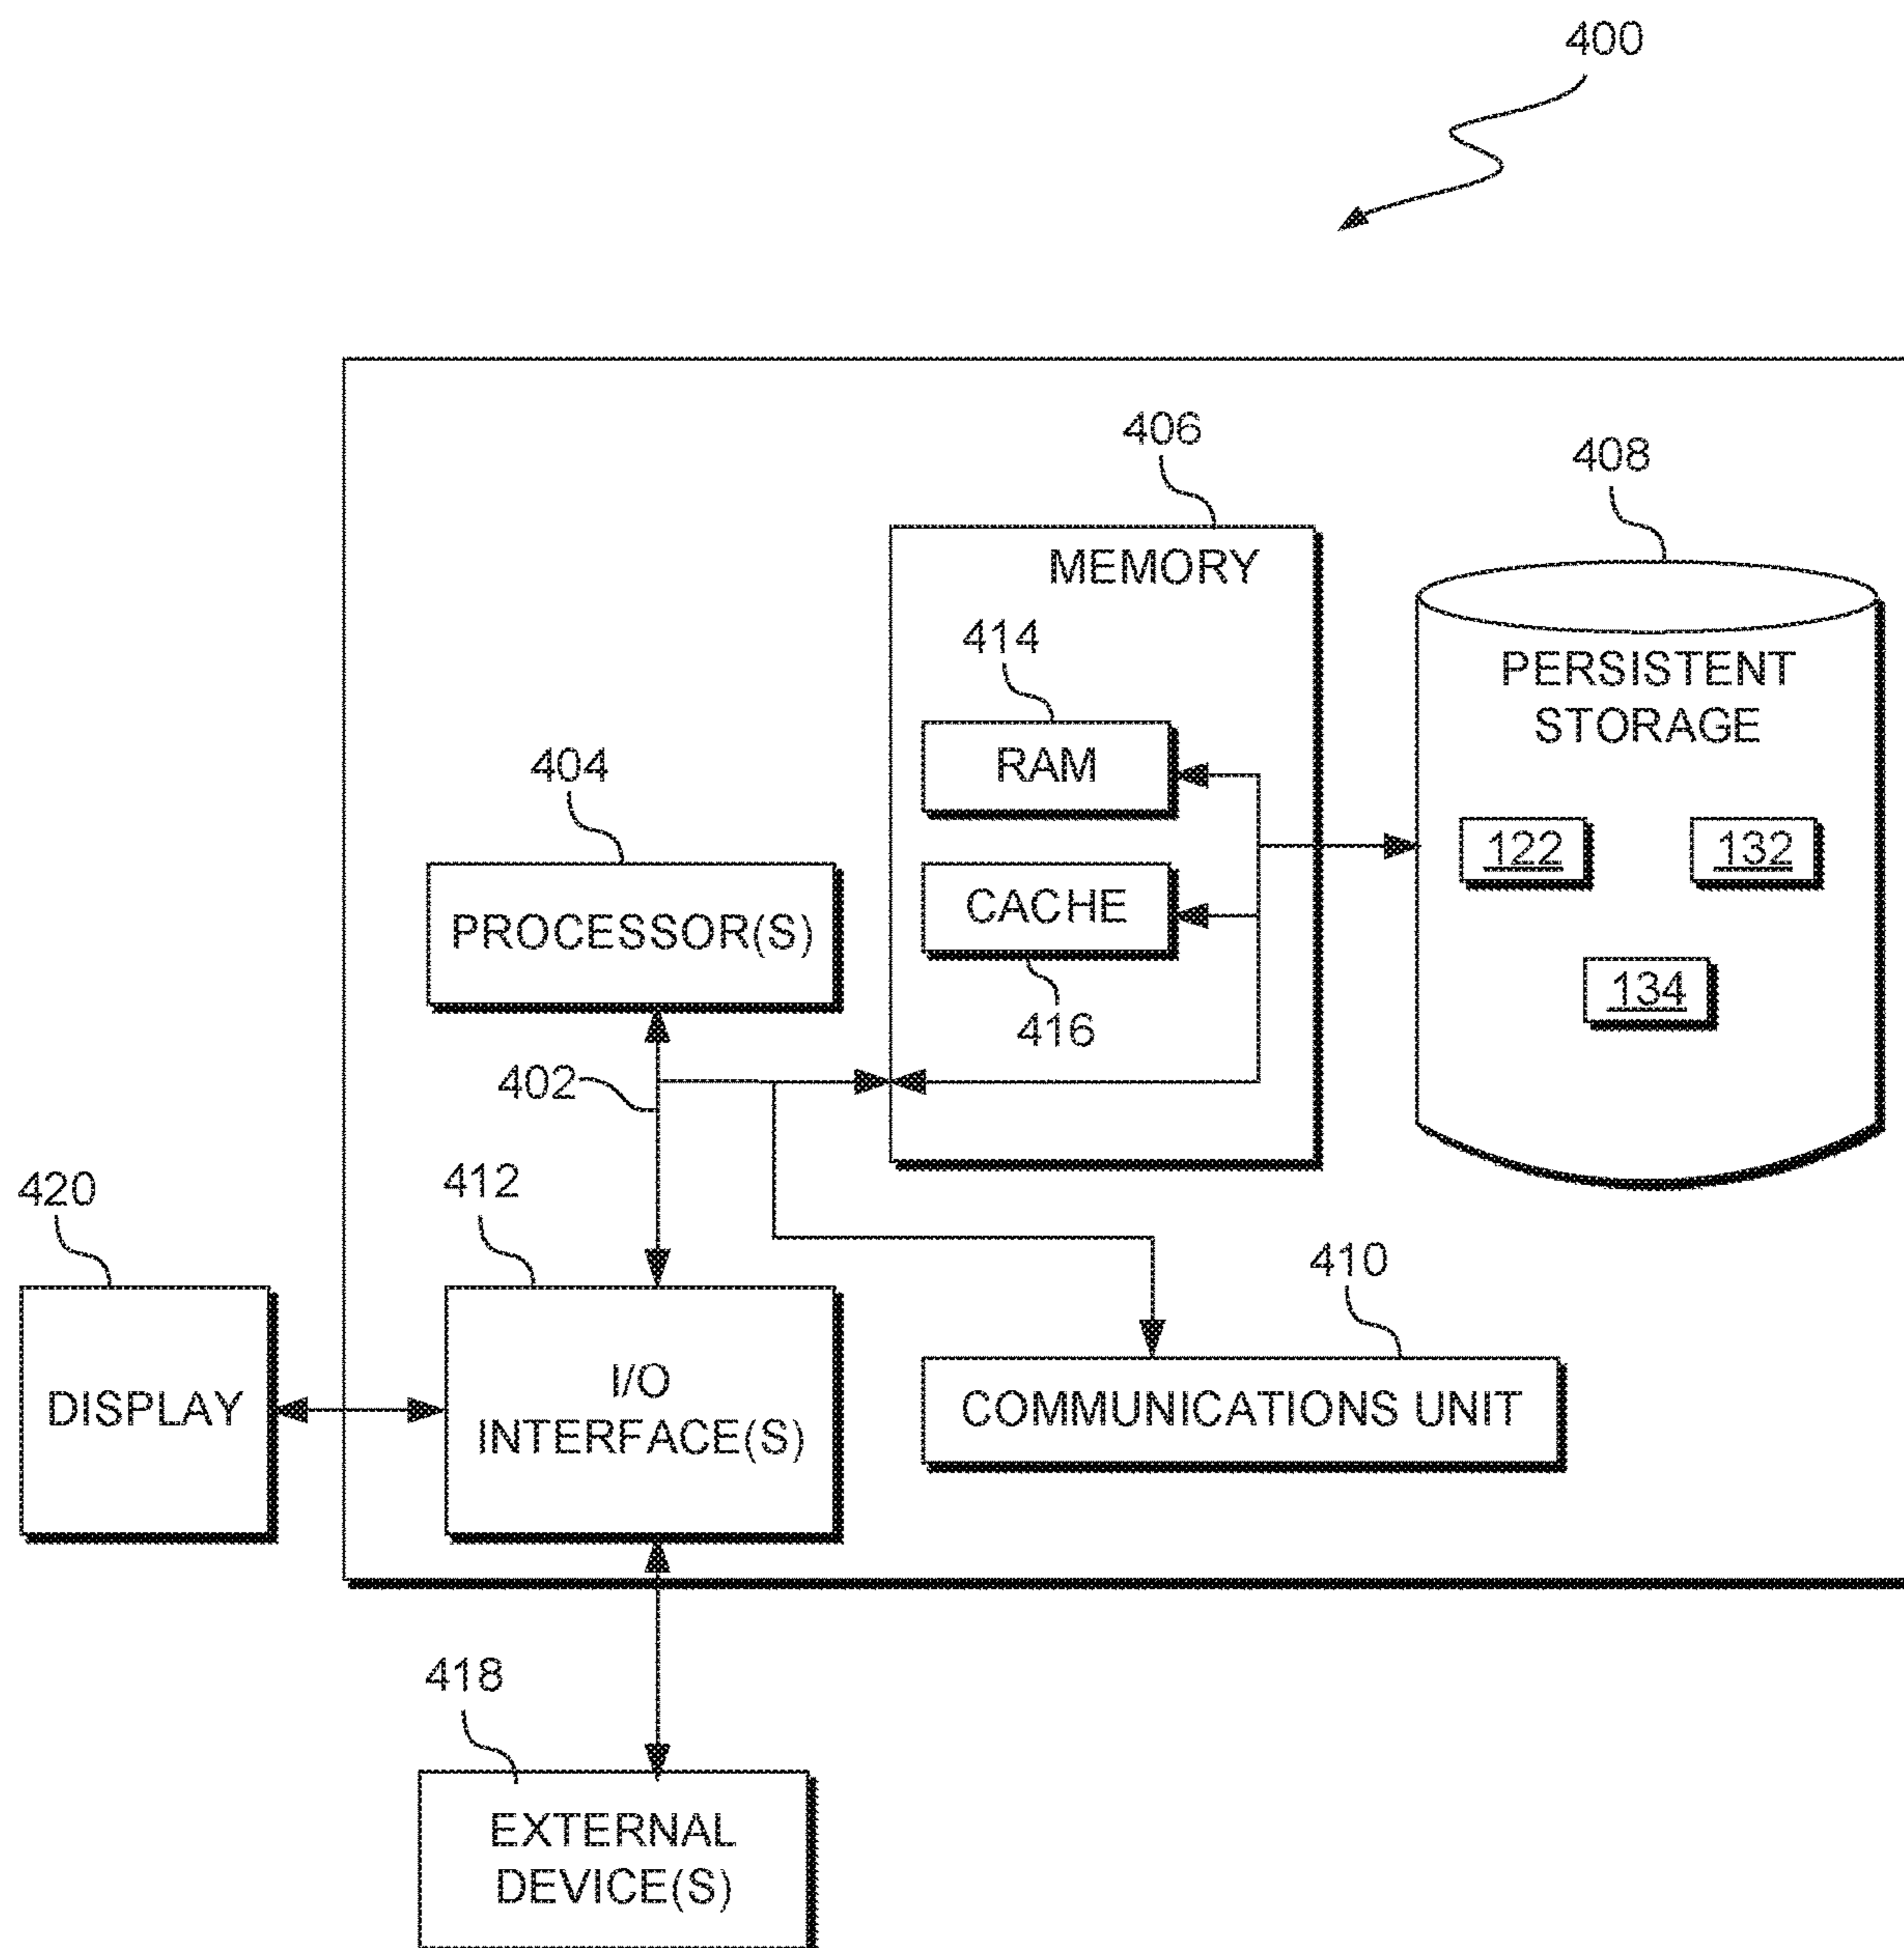 400
406
408
MEMORY
414
PERSISTENT
STORAGE
RAM
404
122
132
CACHE
PROCESSOR(S)
134
416
402
420
412
410
I/O
INTERFACE(S)
DISPLAY
COMMUNICATIONS UNIT
418
EXTERNAL
DEVICE(S)